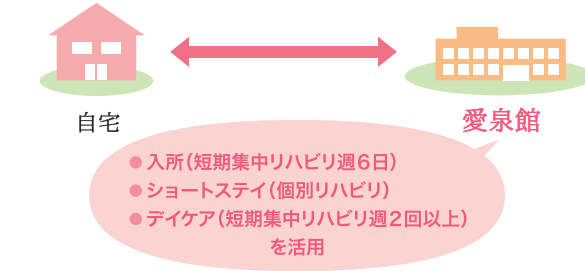 自宅
愛泉館
●入所（短期集中リハビリ週６日）
●ショートステイ（個別リハビリ）
●デイケア（短期集中リハビリ週２回以上）
を活用